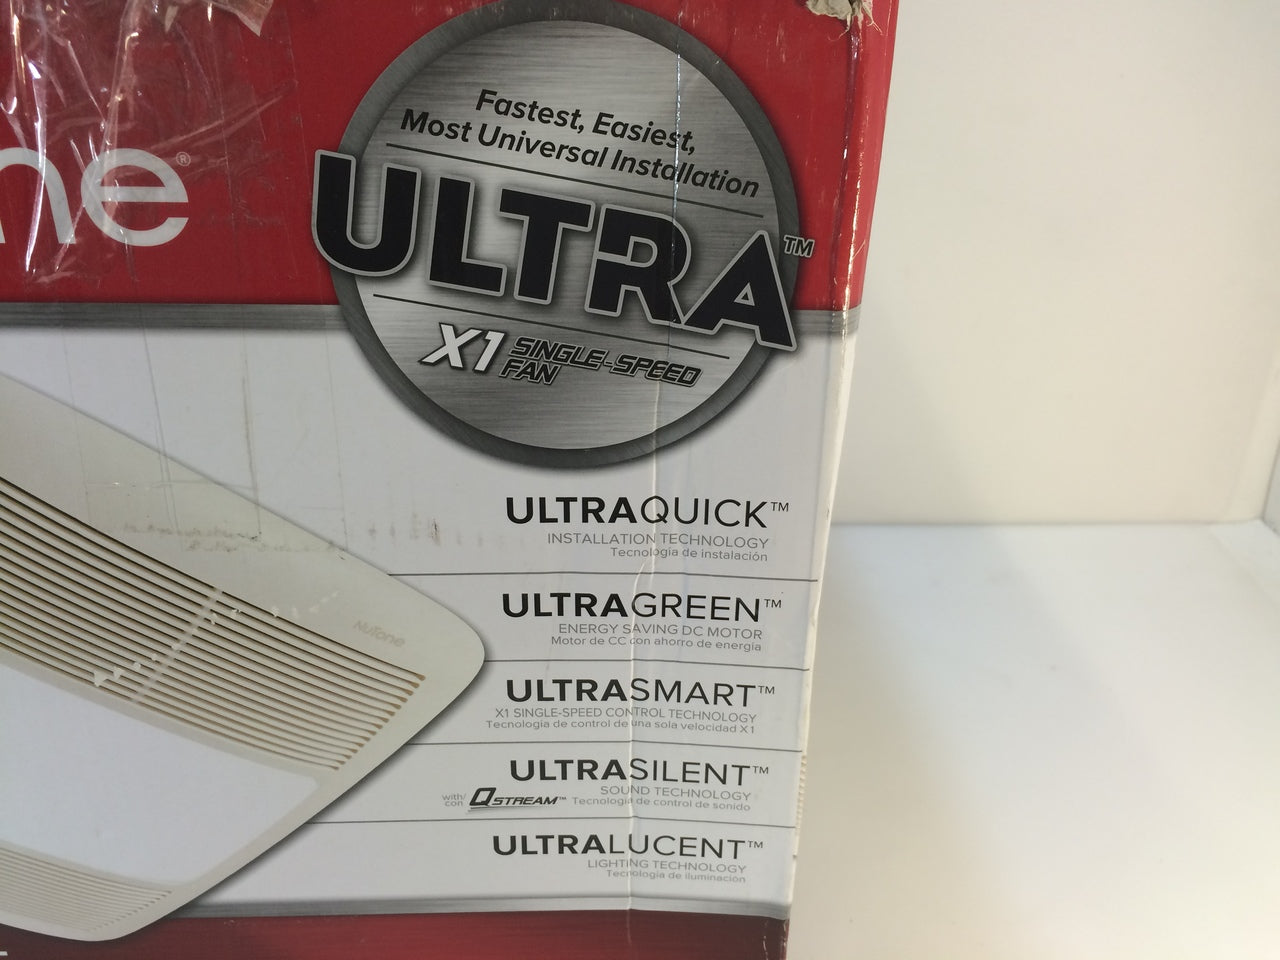 ne®
Fastest, Easiest,
Most Universal Installation
ULTRA™
X1 SINGLE-SPEED
FAN
ULTRAQUICK™
INSTALLATION TECHNOLOGY
Tecnología de instalación
NuTone
ULTRAGREEN™
ENERGY SAVING DC MOTOR
Motor de CC con ahorro de energía
ULTRASMART™
X1 SINGLE-SPEED CONTROL TECHNOLOGY
Tecnología de control de una sola velocidad X1
ULTRASILENT™
SOUND TECHNOLOGY
with/
con
QSTREAM™ Tecnología de control de sonido
ULTRALUCENT™
LIGHTING TECHNOLOGY
Tecnología de iluminación